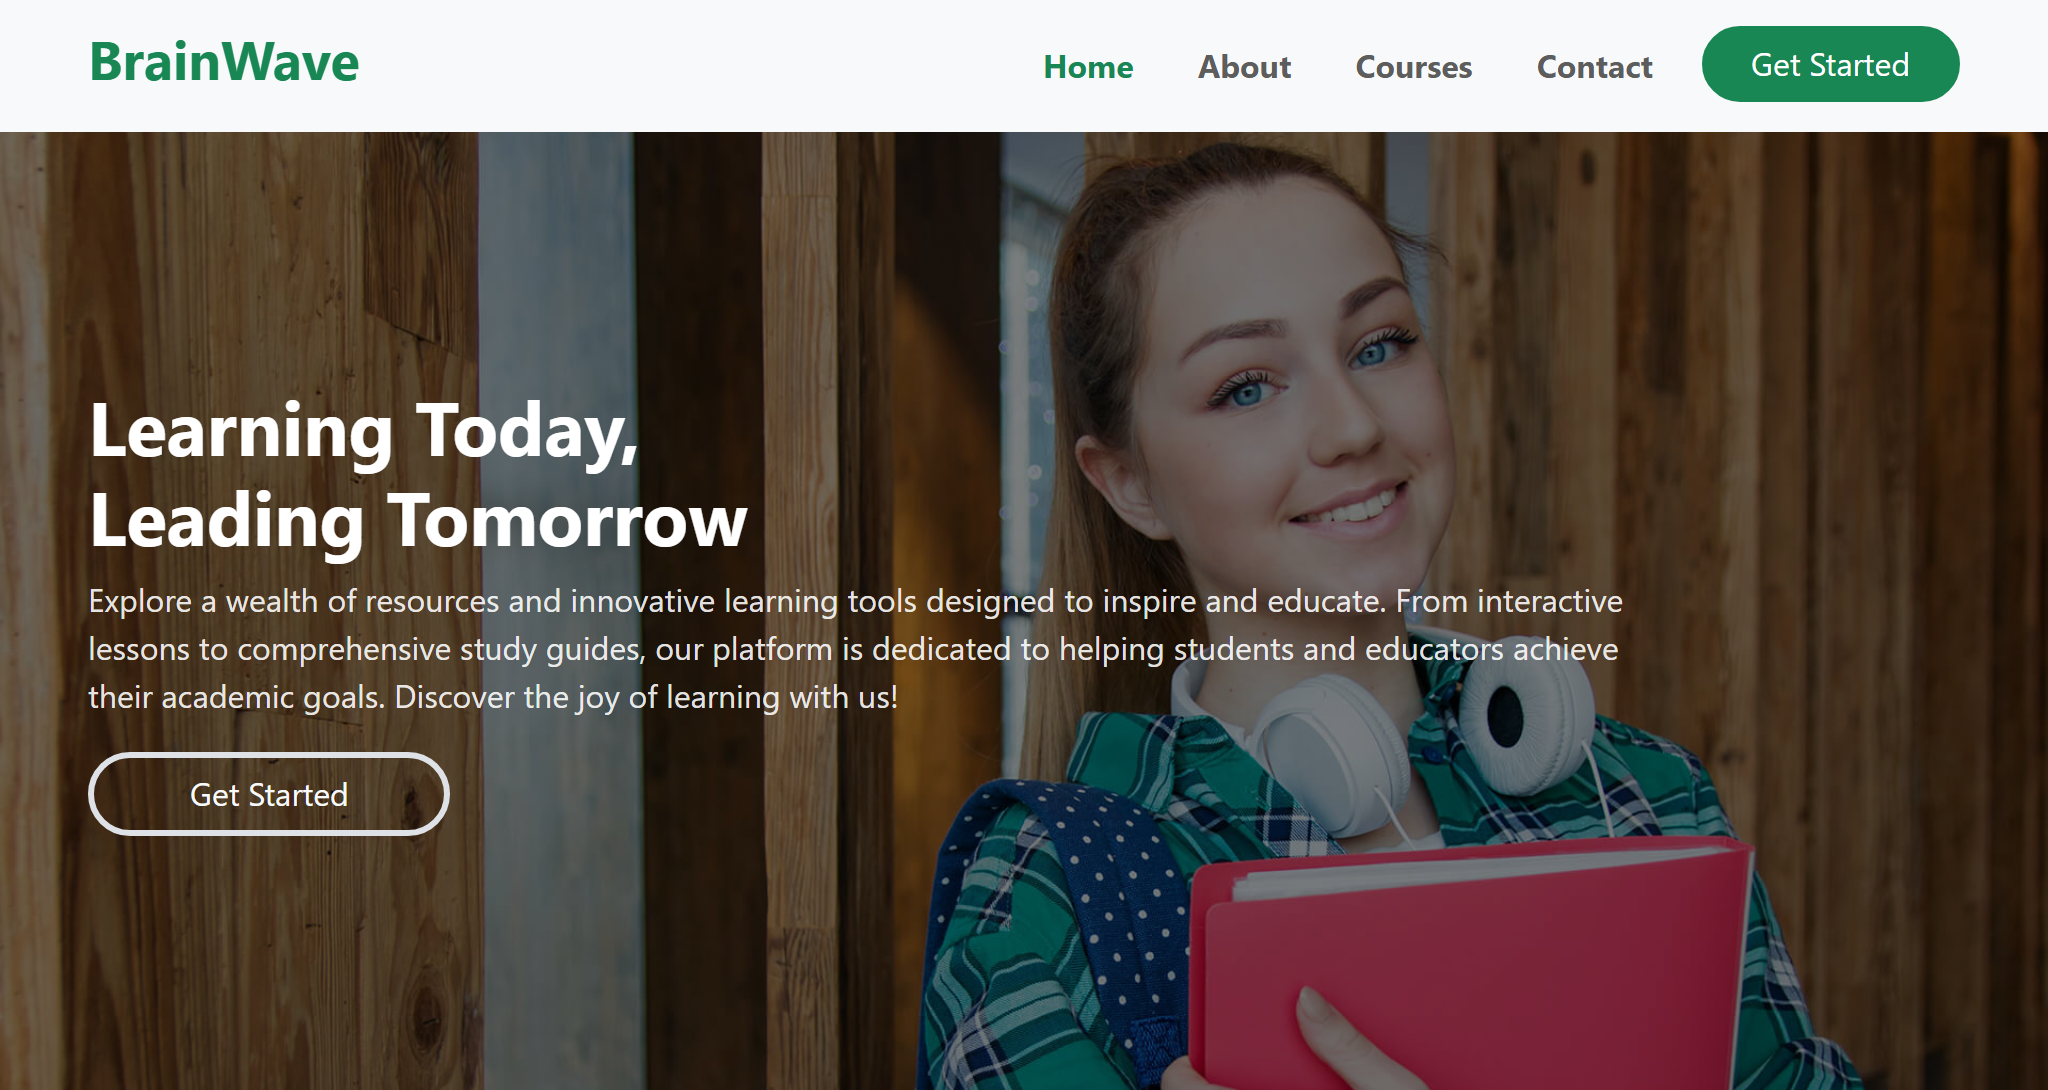 BrainWave
Home About Courses Contact Get Started
Learning Today,
Leading Tomorrow
Explore a wealth of resources and innovative learning tools designed to inspire and educate. From interactive
lessons to comprehensive study guides, our platform is dedicated to helping students and educators achieve
their academic goals. Discover the joy of learning with us!
Get Started